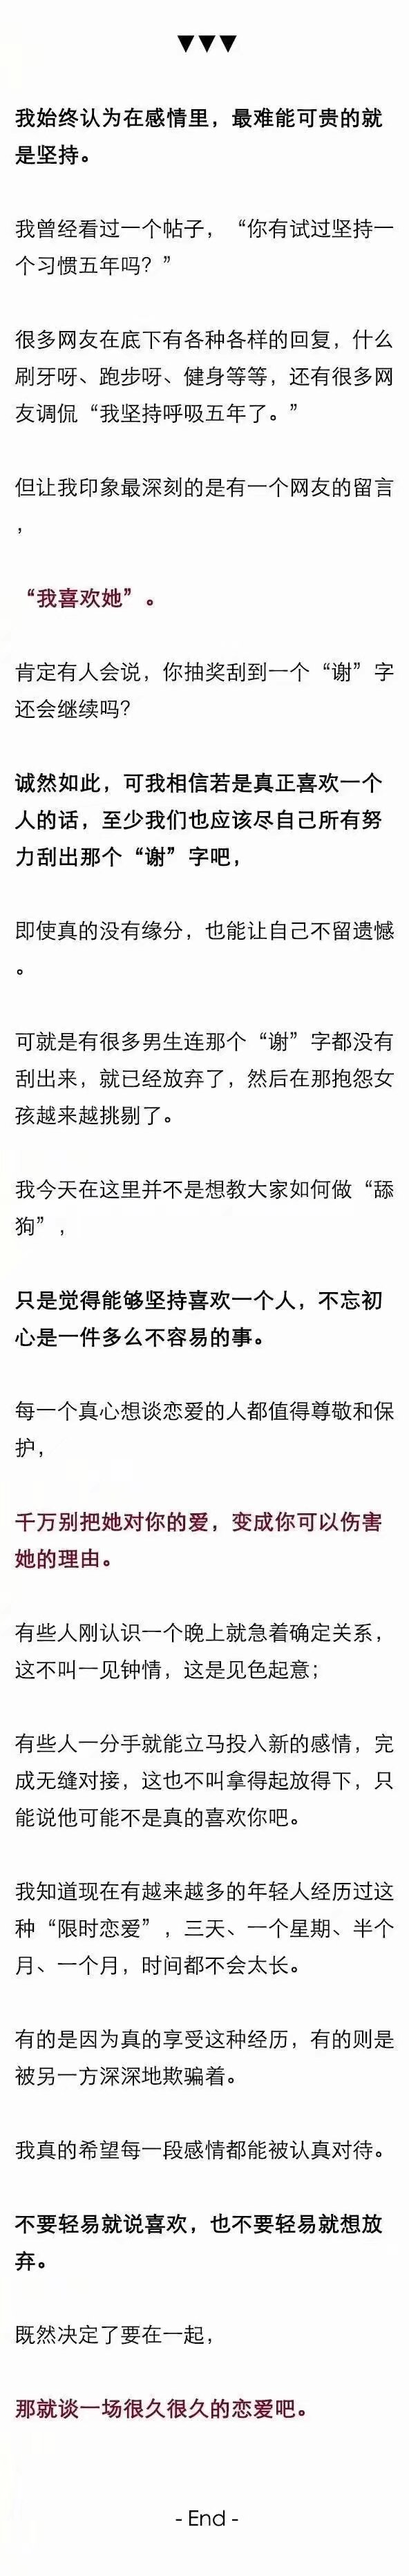 ▼▼▼
我始终认为在感情里，最难能可贵的就
是坚持。
我曾经看过一个帖子，“你有试过坚持一
个习惯五年吗？”
很多网友在底下有各种各样的回复，什么
刷牙呀、跑步呀、健身等等，还有很多网
友调侃“我坚持呼吸五年了。”
但让我印象最深刻的是有一个网友的留言
，
“我喜欢她”。
肯定有人会说，你抽奖刮到一个“谢”字
还会继续吗？
诚然如此，可我相信若是真正喜欢一个
人的话，至少我们也应该尽自己所有努
力刮出那个“谢”字吧，
即使真的没有缘分，也能让自己不留遗憾
。
可就是有很多男生连那个“谢”字都没有
刮出来，就已经放弃了，然后在那抱怨女
孩越来越挑剔了。
我今天在这里并不是想教大家如何做“舔
狗”，
只是觉得能够坚持喜欢一个人，不忘初
心是一件多么不容易的事。
每一个真心想谈恋爱的人都值得尊敬和保
护，
千万别把她对你的爱，变成你可以伤害
她的理由。
有些人刚认识一个晚上就急着确定关系，
这不叫一见钟情，这是见色起意；
有些人一分手就能立马投入新的感情，完
成无缝对接，这也不叫拿得起放得下，只
能说他可能不是真的喜欢你吧。
我知道现在有越来越多的年轻人经历过这
种“限时恋爱”，三天、一个星期、半个
月、一个月，时间都不会太长。
有的是因为真的享受这种经历，有的则是
被另一方深深地欺骗着。
我真的希望每一段感情都能被认真对待。
不要轻易就说喜欢，也不要轻易就想放
弃。
既然决定了要在一起，
那就谈一场很久很久的恋爱吧。
- End -